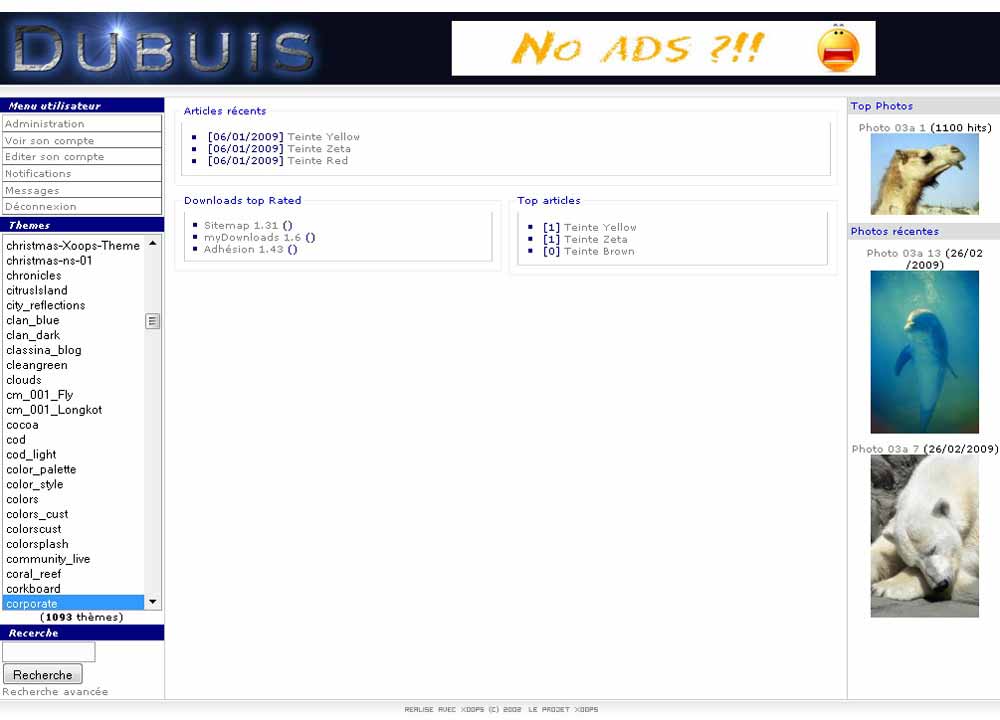 DUBUIS
No ADS ?!!
Menu utilisateur
Administration
Voir son compte
Editer son compte
Notifications
Messages
Déconnexion
Themes
christmas-Xoops-Theme
christmas-ns-01
chronicles
citrusIsland
city_reflections
clan_blue
clan_dark
classina_blog
cleangreen
clouds
cm_001_Fly
cm_001_Longkot
cocoa
cod
cod_light
color_palette
color_style
colors
colors_cust
colorscust
colorsplash
community_live
coral_reef
corkboard
corporate
(1093 thèmes)
Recerche
Recherche
Recherche avancée
Articles récents
[06/01/2009] Teinte Yellow
[06/01/2009] Teinte Zeta
[06/01/2009] Teinte Red
Downloads top Rated
Sitemap 1.31 ()
myDownloads 1.6 ()
Adhésion 1.43 ()
Top articles
[1] Teinte Yellow
[1] Teinte Zeta
[0] Teinte Brown
Top Photos
Photo 03a 1 (1100 hits)
Photos récentes
Photo 03a 13 (26/02
/2009)
Photo 03a 7 (26/02/2009)
REALISE AVEC XOOPS (C) 2002 LE PROJET XOOPS